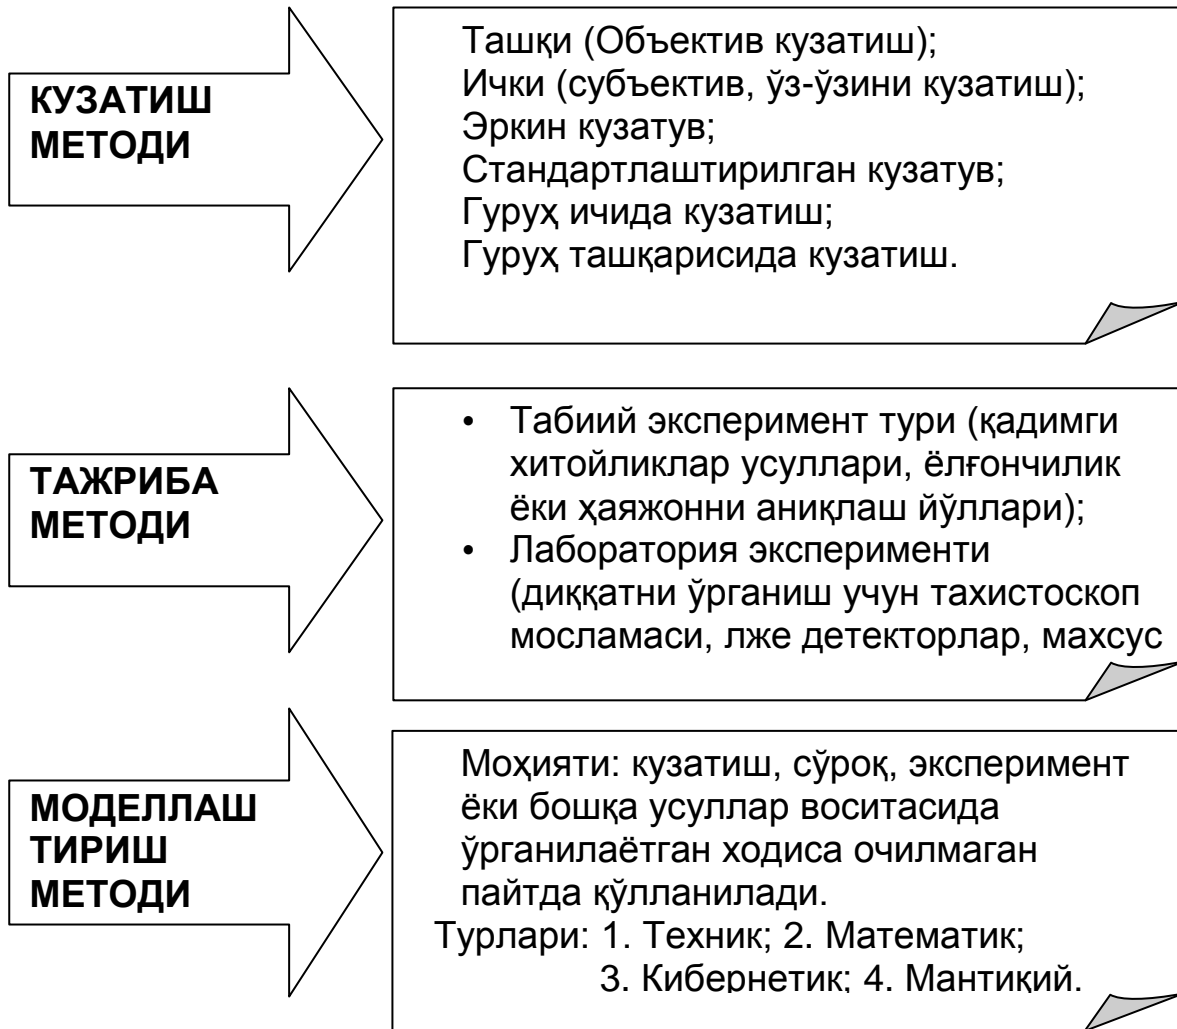 КУЗАТИШ
МЕТОДИ
Ташқи (Объектив кузатиш);
Ички (субъектив, ўз-ўзини кузатиш);
Эркин кузатув;
Стандартлаштирилган кузатув;
Гуруҳ ичида кузатиш;
Гуруҳ ташқарисида кузатиш.
ТАЖРИБА
МЕТОДИ
• Табиий эксперимент тури (қадимги
хитойликлар усуллари, ёлғончилик
ёки ҳаяжонни аниқлаш йўллари);
• Лаборатория эксперименти
(диққатни ўрганиш учун тахистоскоп
мосламаси, лже детекторлар, махсус
МОДЕЛЛАШ
ТИРИШ
МЕТОДИ
Моҳияти: кузатиш, сўроқ, эксперимент
ёки бошқа усуллар воситасида
ўрганилаётган ходиса очилмаган
пайтда қўлланилади.
Турлари: 1. Техник; 2. Математик;
3. Кибернетик; 4. Мантиқий.